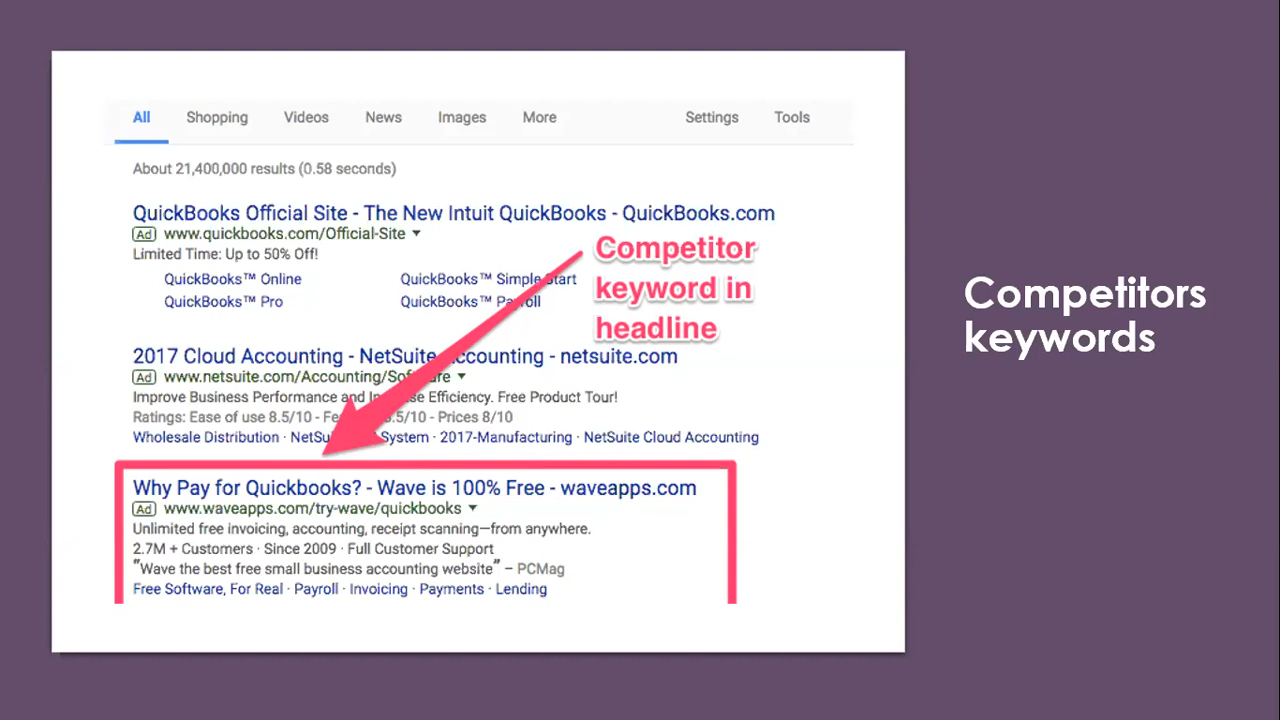 All Shopping Videos News Images More Settings Tools
About 21,400,000 results (0.58 seconds)
QuickBooks Official Site - The New Intuit QuickBooks - QuickBooks.com
Ad www.quickbooks.com/Official-Site
Limited Time: Up to 50% Off!
QuickBooks™ Online QuickBooks™ Simple Start
QuickBooks™ Pro QuickBooks™ Payroll
Competitor
keyword in
headline
2017 Cloud Accounting - NetSuite Accounting - netsuite.com
Ad www.netsuite.com/Accounting/Software
Improve Business Performance and Increase Efficiency. Free Product Tour!
Ratings: Ease of use 8.5/10 - 8.5/10 - Prices 8/10
Wholesale Distribution · System · 2017-Manufacturing · NetSuite Cloud Accounting
Why Pay for Quickbooks? - Wave is 100% Free - waveapps.com
Ad www.waveapps.com/try-wave/quickbooks
Unlimited free invoicing, accounting, receipt scanning—from anywhere.
2.7M + Customers · Since 2009 · Full Customer Support
"Wave the best free small business accounting website" – PCMag
Free Software, For Real · Payroll · Invoicing · Payments · Lending
Competitors
keywords